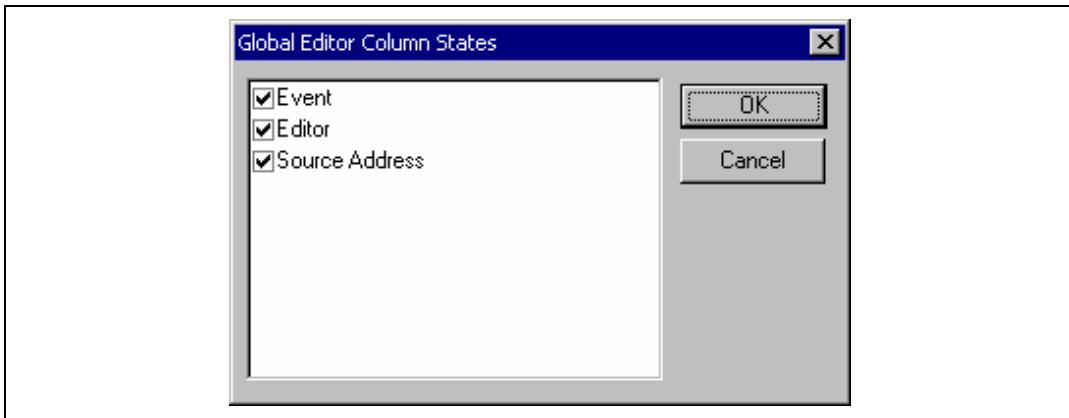 Global Editor Column States
Event
Editor
Source Address
OK
Cancel